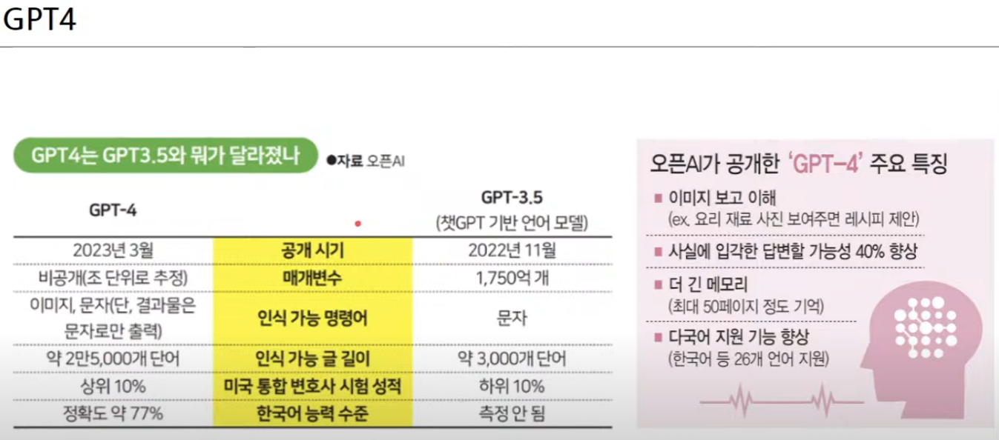 GPT4
GPT4는 GPT3.5와 뭐가 달라졌나
●자료 오픈AI
GPT-4
GPT-3.5
(챗GPT 기반 언어 모델)
2023년 3월 공개 시기 2022년 11월
비공개(조 단위로 추정) 매개변수 1,750억 개
이미지, 문자(단, 결과물은
문자로만 출력)
인식 가능 명령어 문자
약 2만5,000개 단어 인식 가능 글 길이 약 3,000개 단어
상위 10% 미국 통합 변호사 시험 성적 하위 10%
정확도 약 77% 한국어 능력 수준 측정 안 됨
오픈AI가 공개한 ‘GPT-4’ 주요 특징
■ 이미지 보고 이해
(ex. 요리 재료 사진 보여주면 레시피 제안)
■ 사실에 입각한 답변할 가능성 40% 향상
■ 더 긴 메모리
(최대 50페이지 정도 기억)
■ 다국어 지원 기능 향상
(한국어 등 26개 언어 지원)